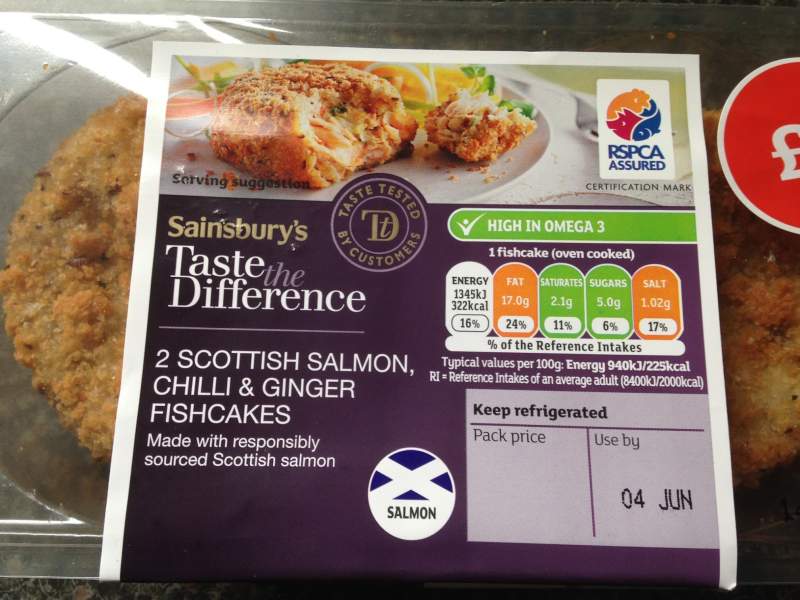 Serving suggestion
RSPCA
ASSURED
CERTIFICATION MARK
£
TASTE TESTED
Td
BY CUSTOMERS
Sainsbury's
Taste the
Difference
2 SCOTTISH SALMON,
CHILLI & GINGER
FISHCAKES
Made with responsibly
sourced Scottish salmon
SALMON
HIGH IN OMEGA 3
1 fishcake (oven cooked)
ENERGY FAT SATURATES SUGARS SALT
1345kJ
322kcal 17.0g 2.1g 5.0g 1.02g
16% 24% 11% 6% 17%
% of the Reference Intakes
Typical values per 100g: Energy 940kJ/225kcal
RI = Reference Intakes of an average adult (8400kJ/2000kcal)
Keep refrigerated
Pack price Use by
04 JUN